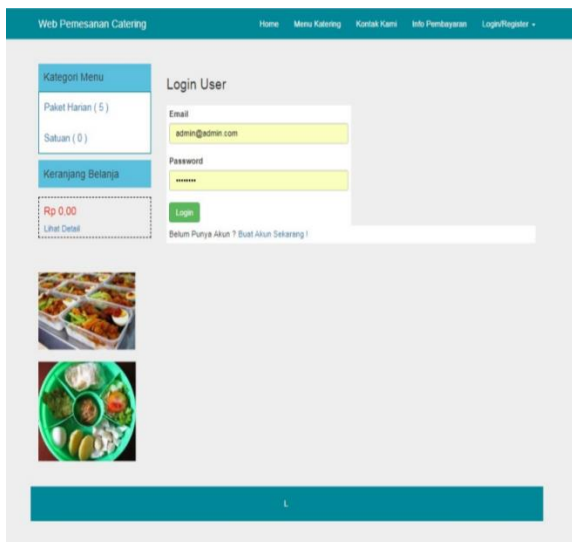 Web Pemesanan Catering
Home Menu Katering Kontak Kami Info Pembayaran Login/Register
Kategori Menu
Paket Harian ( 5 )
Satuan ( 0 )
Keranjang Belanja
Rp 0,00
Lihat Detail
Login User
Email
admin@admin.com
Password
••••••••
Login
Belum Punya Akun ? Buat Akun Sekarang !
L